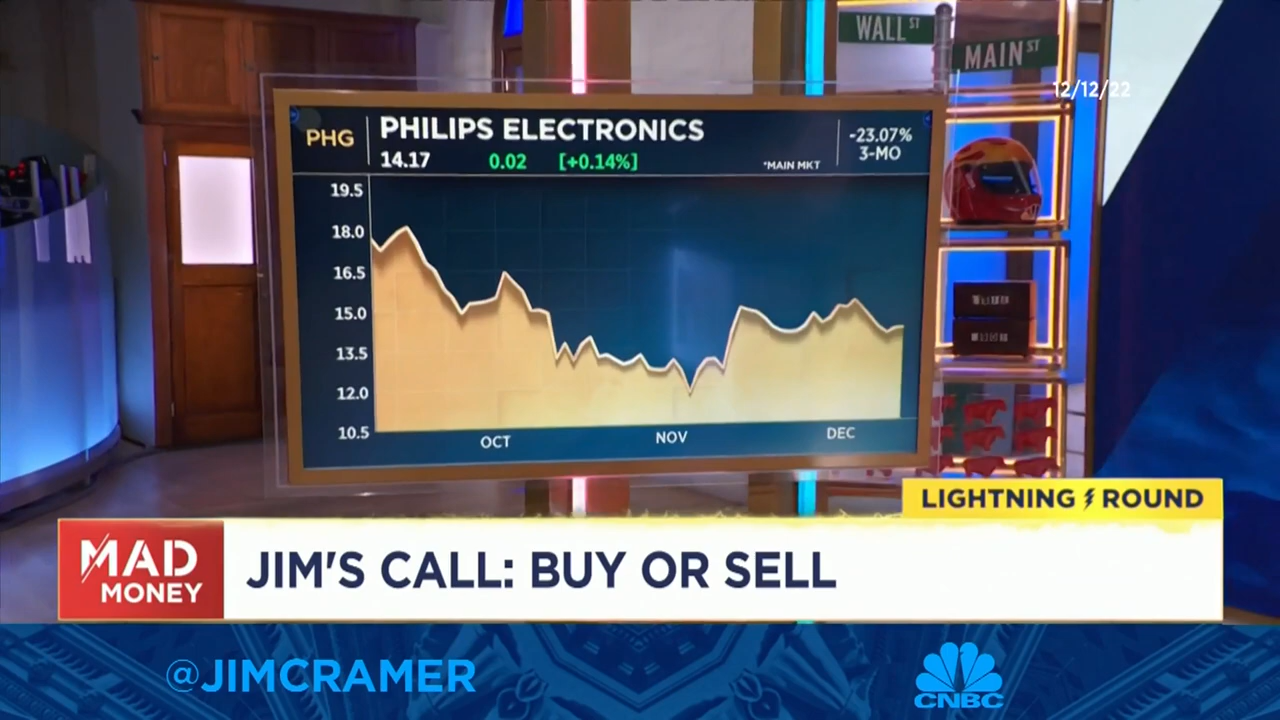 WALL ST
MAIN ST
12/12/22
PHG
PHILIPS ELECTRONICS
14.17 0.02 [+0.14%]
*MAIN MKT
-23.07%
3-MO
19.5
18.0
16.5
15.0
13.5
12.0
10.5
OCT NOV DEC
LIGHTNING ROUND
MAD
MONEY
JIM'S CALL: BUY OR SELL
@JIMCRAMER
CNBC